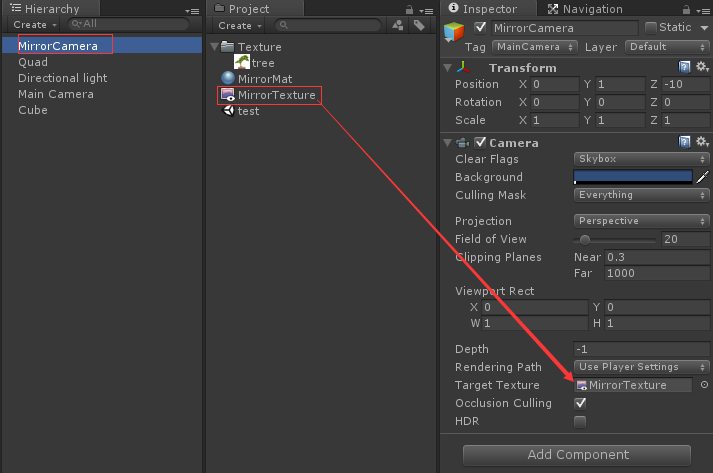 Hierarchy
Create
All
MirrorCamera
Quad
Directional light
Main Camera
Cube
Project
Create
Texture
tree
MirrorMat
MirrorTexture
test
Inspector Navigation
MirrorCamera Static
Tag MainCamera Layer Default
Transform
Position X 0 Y 1 Z -10
Rotation X 0 Y 0 Z 0
Scale X 1 Y 1 Z 1
Camera
Clear Flags Skybox
Background
Culling Mask Everything
Projection Perspective
Field of View 20
Clipping Planes Near 0.3
Far 1000
Viewport Rect
X 0 Y 0
W 1 H 1
Depth -1
Rendering Path Use Player Settings
Target Texture MirrorTexture
Occlusion Culling
HDR
Add Component